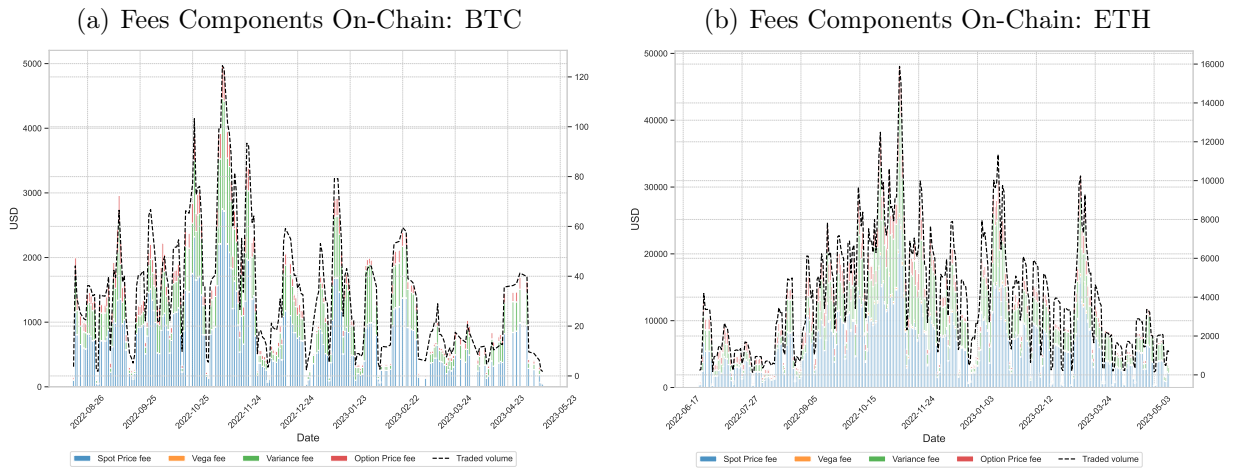 (a) Fees Components On-Chain: BTC
5000
4000
3000
2000
1000
0
USD
120
100
80
60
40
20
0
2022-08-26
2022-09-25
2022-10-25
2022-11-24
2022-12-24
2023-01-23
2023-02-22
2023-03-24
2023-04-23
2023-05-23
Date
Spot Price fee
Vega fee
Variance fee
Option Price fee
Traded volume
(b) Fees Components On-Chain: ETH
50000
40000
30000
20000
10000
0
USD
16000
14000
12000
10000
8000
6000
4000
2000
0
2022-06-17
2022-07-27
2022-09-05
2022-10-15
2022-11-24
2023-01-03
2023-02-12
2023-03-24
2023-05-03
Date
Spot Price fee
Vega fee
Variance fee
Option Price fee
Traded volume